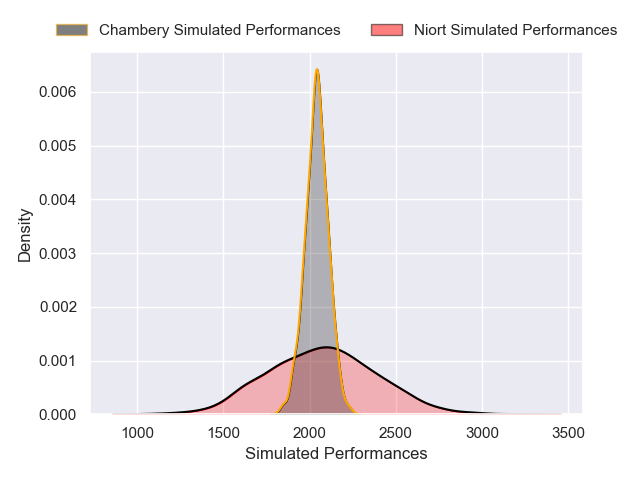 Chambery Simulated Performances
Niort Simulated Performances
0.006
0.005
0.004
0.003
0.002
0.001
0.000
Density
1000 1500 2000 2500 3000 3500
Simulated Performances